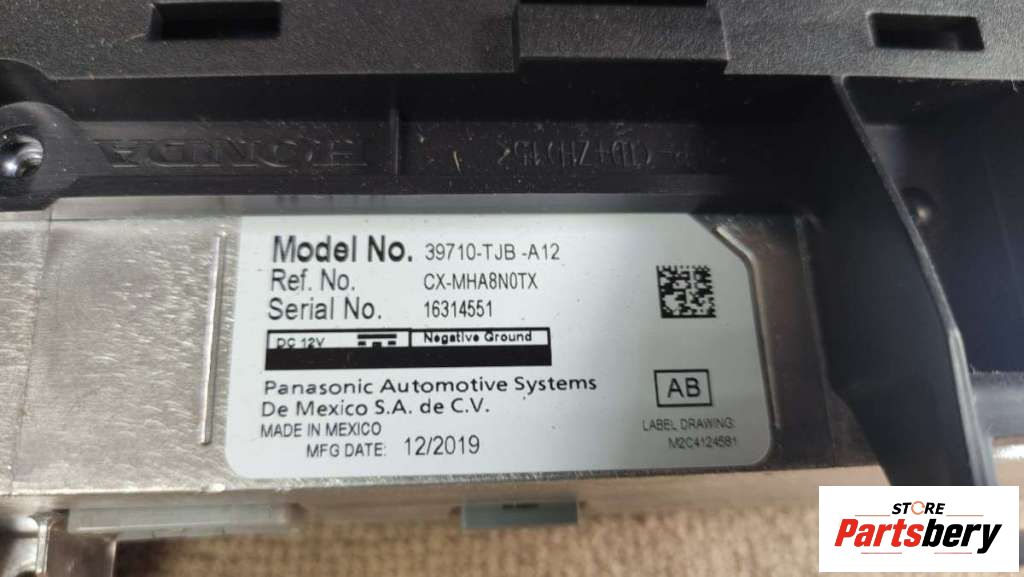 HONDA
Model No. 39710-TJB -A12
Ref. No. CX-MHA8N0TX
Serial No. 16314551
DC 12V Negative Ground
Panasonic Automotive Systems
De Mexico S.A. de C.V.
MADE IN MEXICO
MFG DATE: 12/2019
AB
LABEL DRAWING:
M2C4124581
STORE
Partsbery